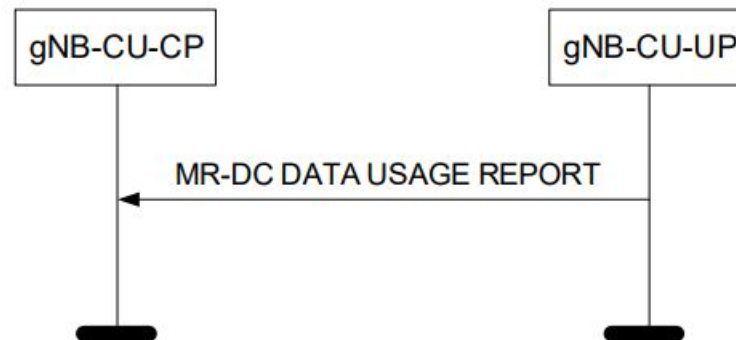 gNB-CU-CP
gNB-CU-UP
MR-DC DATA USAGE REPORT